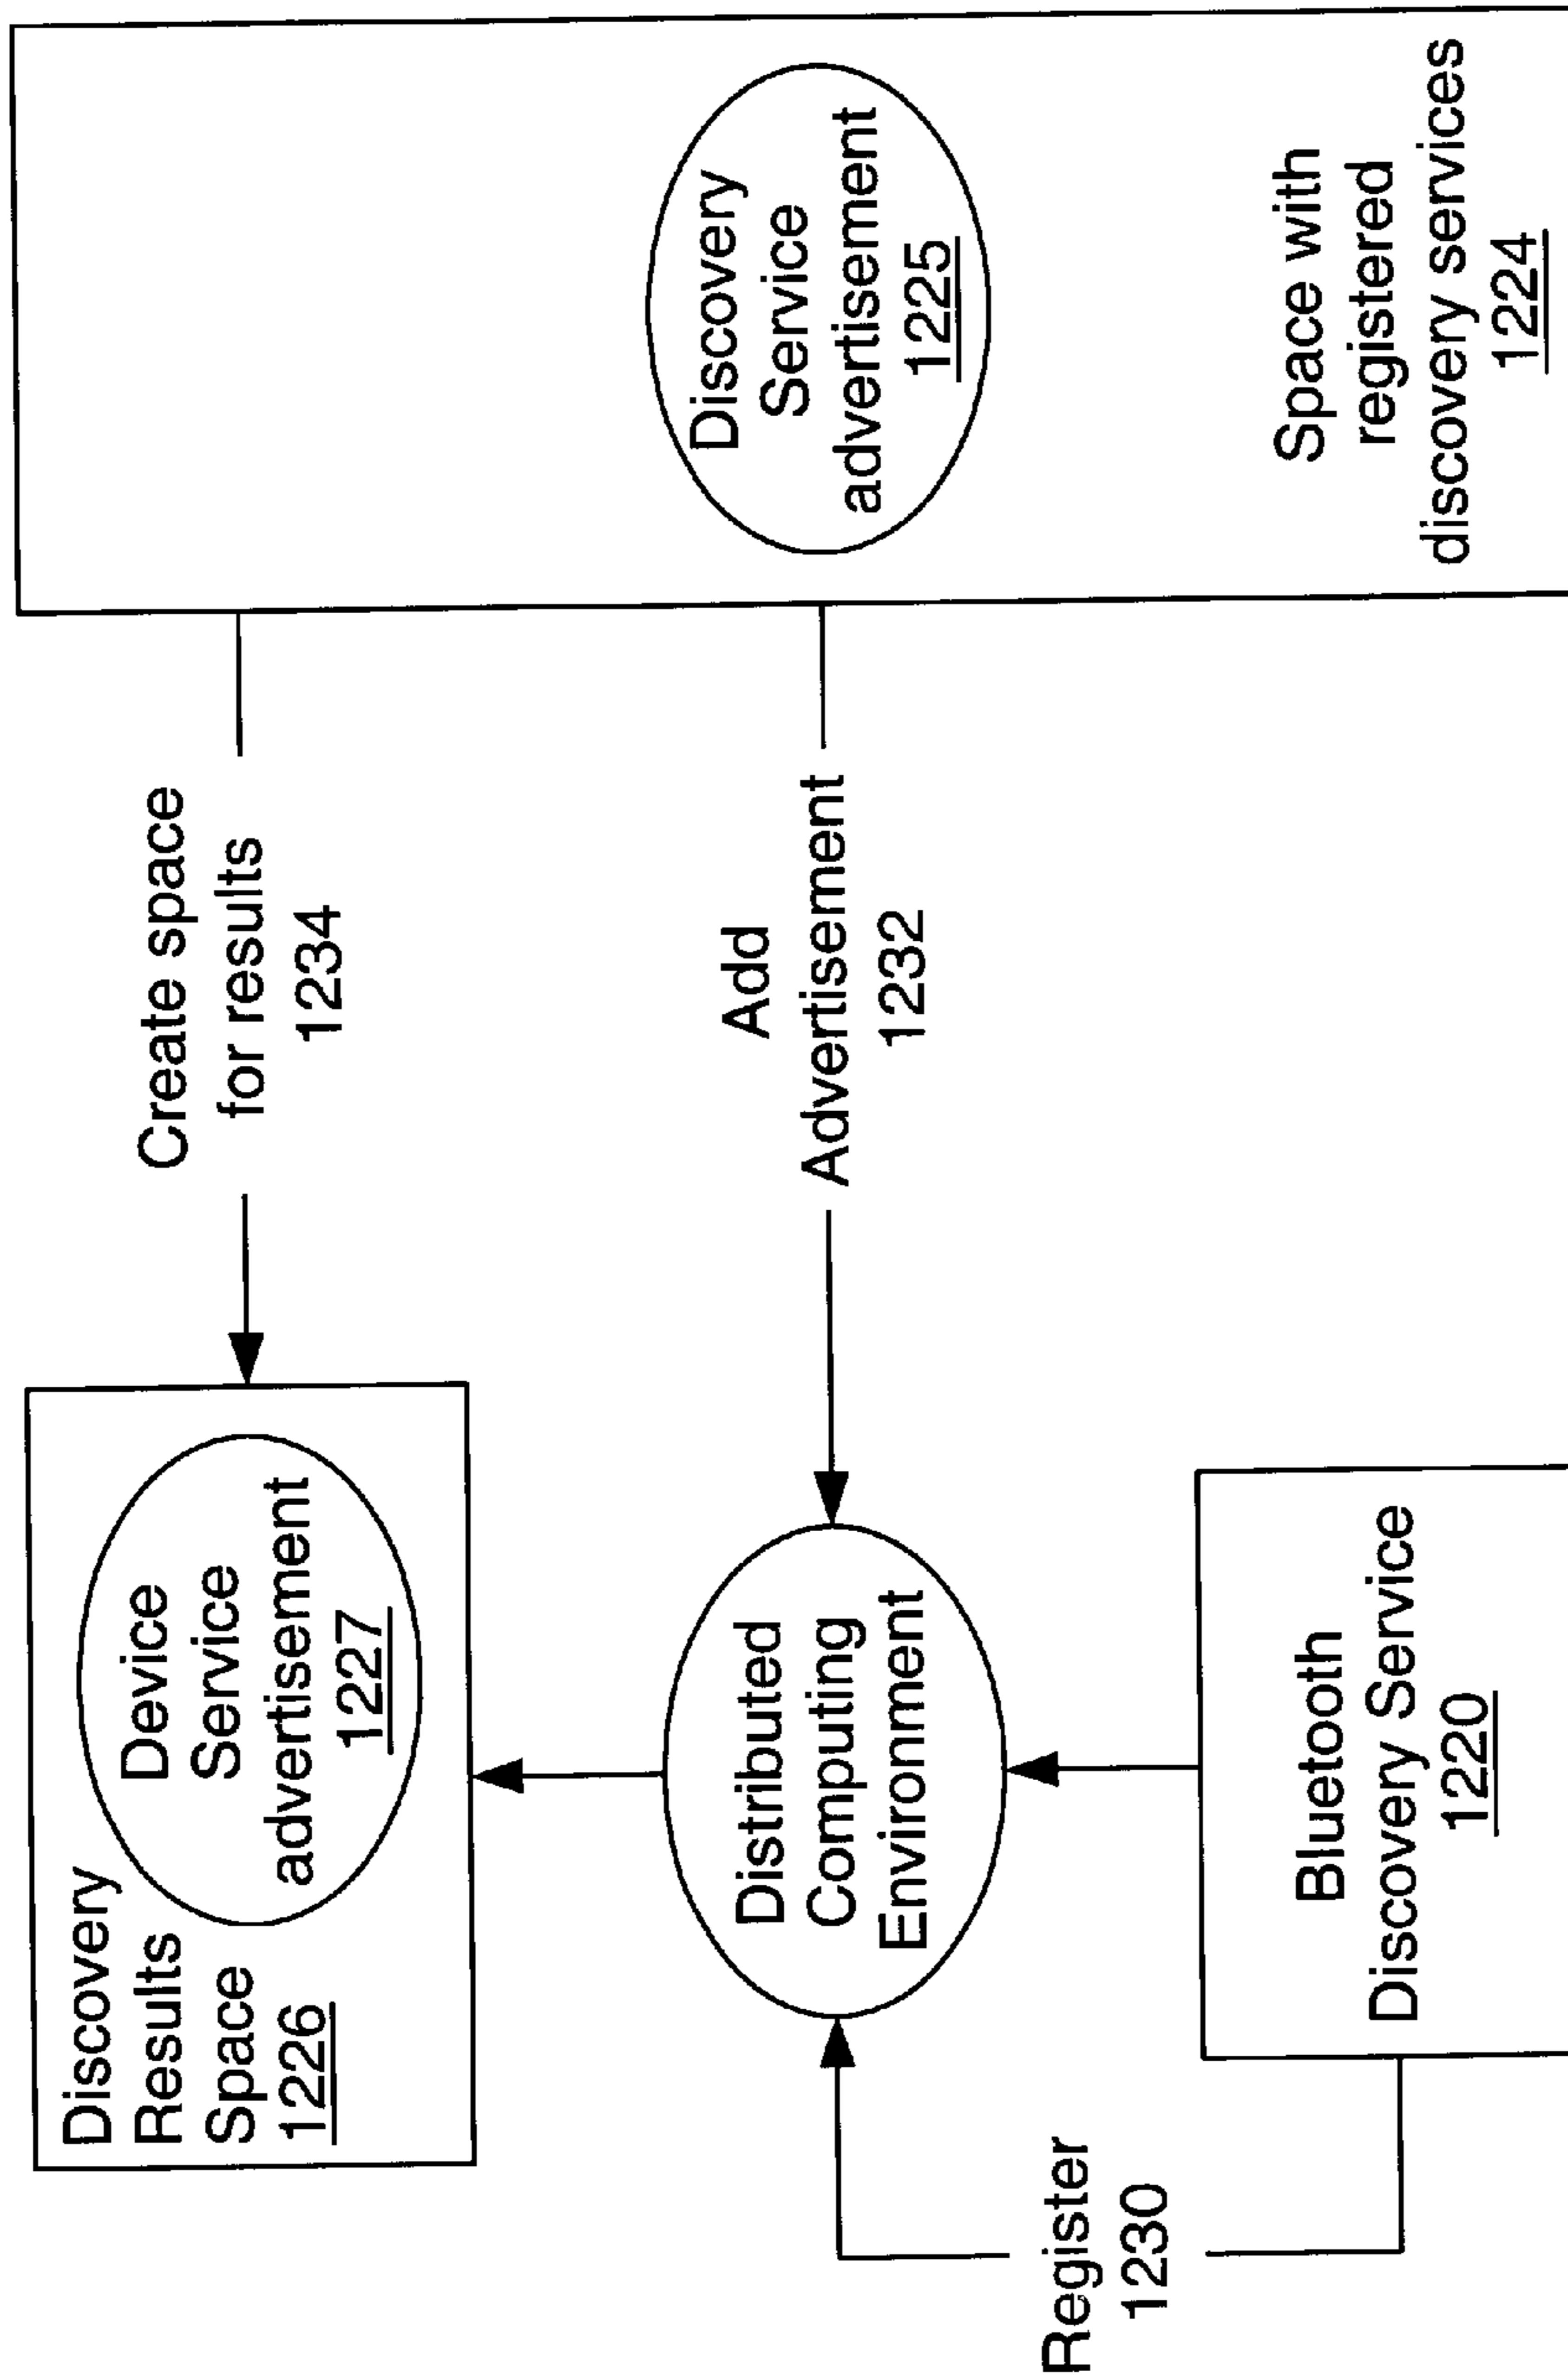 Discovery
Results
Space
1226
Device
Service
advertisement
1227
Create space
for results
1234
Discovery
Service
advertisement
1225
Distributed
Computing
Environment
Add
Advertisement
1232
Register
1230
Bluetooth
Discovery Service
1220
Space with
registered
discovery services
1224